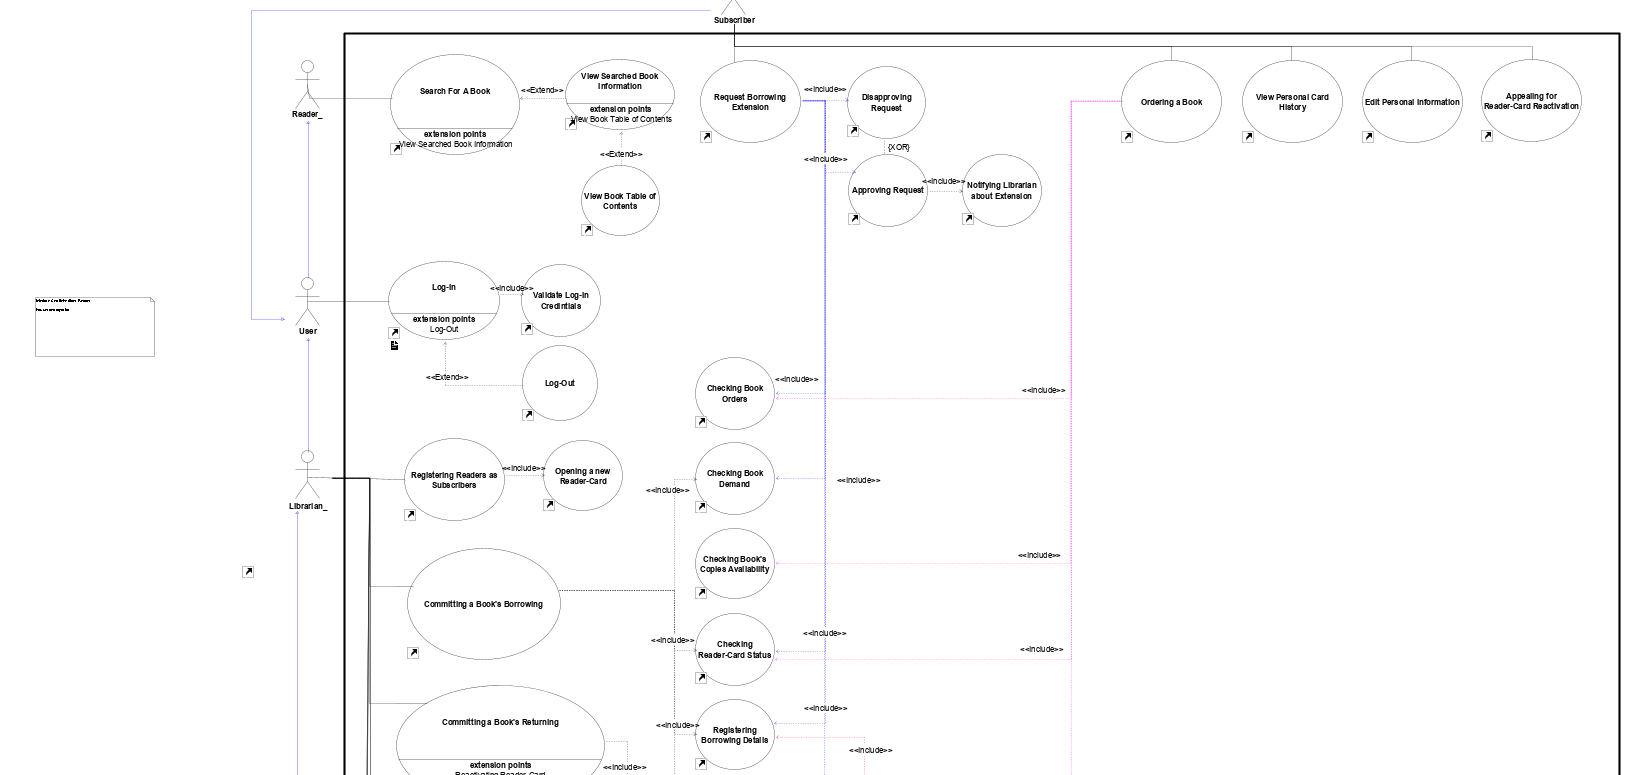 Subscriber
Reader_
Search For A Book
extension points
View Searched Book Information
<<Extend>>
View Searched Book
Information
extension points
View Book Table of Contents
<<Extend>>
View Book Table of
Contents
Request Borrowing
Extension
<<include>>
Disapproving
Request
{XOR}
<<include>>
Approving Request
<<include>>
Notifying Librarian
about Extension
Ordering a Book
View Personal Card
History
Edit Personal Information
Appealing for
Reader-Card Reactivation
User
Log-In
extension points
Log-Out
<<include>>
Validate Log-In
Credintials
<<Extend>>
Log-Out
Checking Book
Orders
<<include>>
<<include>>
Librarian_
Registering Readers as
Subscribers
<<include>>
Opening a new
Reader-Card
<<include>>
Checking Book
Demand
<<include>>
Checking Book's
Copies Availability
<<include>>
Committing a Book's Borrowing
<<include>>
Checking
Reader-Card Status
<<include>>
<<include>>
Committing a Book's Returning
extension points
Reactivating Reader-Card
<<include>>
<<include>>
Registering
Borrowing Details
<<include>>
<<include>>